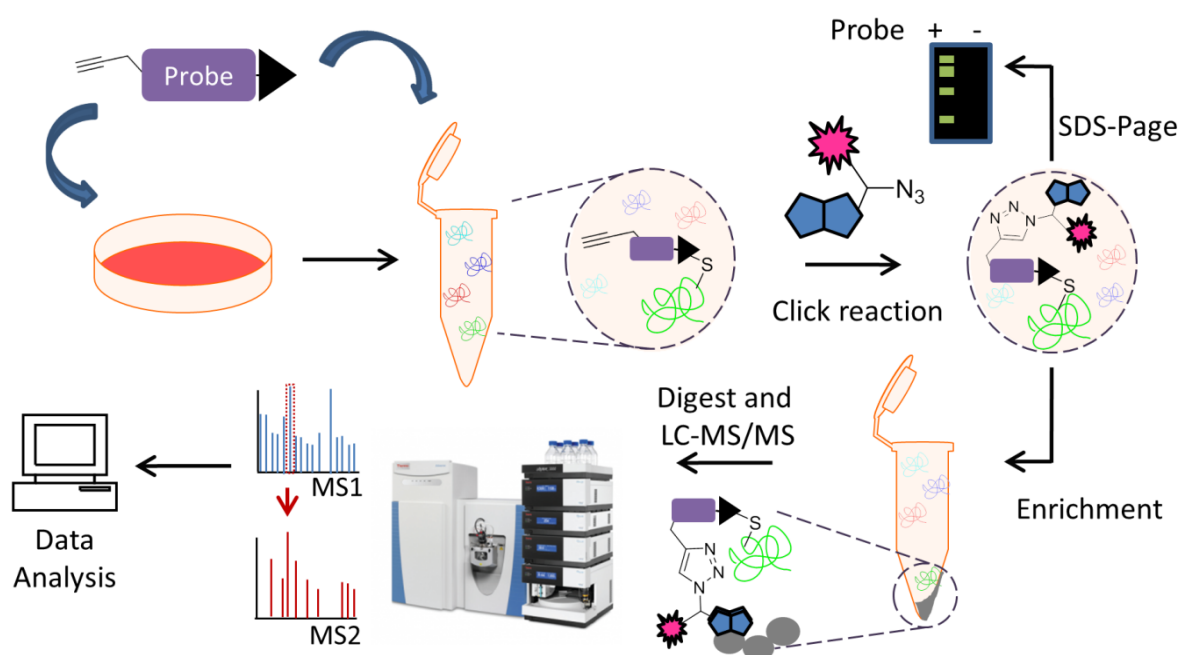 Probe + -
Probe
SDS-Page
N3
N
N
N
S
S
Click reaction
Digest and
LC-MS/MS
S
N
N
N
Enrichment
MS1
Data
Analysis
MS2